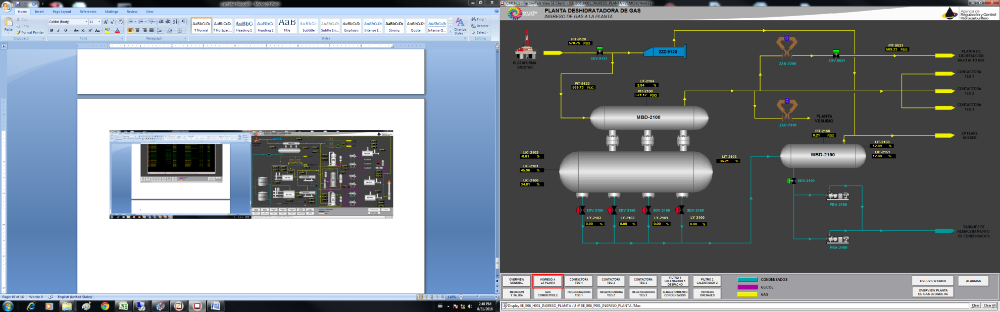 pantallas bloque06 - Microsoft Word
Home
Insert
Page Layout
References
Mailings
Review
View
Paste
Cut
Copy
Format Painter
Clipboard
Calibri (Body)
11
Font
Paragraph
AaBbCcDc
¶ Normal
AaBbCcDc
¶ No Spaci...
AaBbC
Heading 1
AaBbCc
Heading 2
AaB
Title
AaBbCc.
Subtitle
AaBbCcDc
Subtle Em...
AaBbCcDc
Emphasis
AaBbCcDc
Intense E...
AaBbCcDc
Strong
AaBbCcDc
Quote
AaBbCcDc
Intense Q...
Change
Styles
Styles
Find
Replace
Select
Editing
Page: 16 of 16
Words: 0
English (United States)
110%
2:40 PM
8/31/2016
CMCH_1 - FactoryTalk View SE Client - [EE_B06_H001_INGRESO_PLANTA - /CMCH//HmiEE]
PLANTA DESHIDRATADORA DE GAS
INGRESO DE GAS A LA PLANTA
ecuador
Agencia de
Regulación y Control
Hidrocarburífero
PLATAFORMA
AMISTAD
PIT-9120
578.75 PSIG
SDV-9121
ZZZ-9120
PIT-9122
569.73 PSIG
LIT-2104
2.84 %
PIT-2100
571.17 PSIG
MBD-2100
ZAU-7200
SDV-9021
PIT-9021
569.23 PSIG
PLANTA DE
LICUEFACCION
BAJO ALTO GNL
CONTACTORA
TEG 1
CONTACTORA
TEG 2
CONTACTORA
TEG 3
ZAU-7310
PLANTA
VESUBIO
PIT-2150
0.21 PSIG
LP FLARE
HEADER
MBD-2150
LIT-2150
12.89 %
LIC-2151
12.88 %
LIC-2102
-0.61 %
LIC-2101
45.96 %
LIC-2100
34.81 %
LIT-2103
36.21 %
SDV-2150
PBA-2155
PBA-2160
SDV-2150
SDV-2150
SDV-2150
SDV-2150
LY-2103
0.00 %
LY-2102
0.00 %
LY-2101
0.00 %
LY-2100
0.00 %
TANQUES DE
ALMACENAMIENTO
DE CONDENSADOS
OVERVIEW
GENERAL
INGRESO A
LA PLANTA
CONTACTORA
TEG 1
CONTACTORA
TEG 2
CONTACTORA
TEG 3
FILTRO 1
CALENTADOR 1
DESPACHO
FILTRO 2
CALENTADOR 2
MEDICION
Y SALIDA
GAS
COMBUSTIBLE
REGENERADORA
TEG 1
REGENERADORA
TEG 2
REGENERADORA
TEG 3
ALMACENAMIENTO
CONDENSADOS
VENTEOS
DRENAJES
CONDENSADOS
GLICOL
GAS
OVERVIEW CMCH
ALARMAS
OVERVIEW PLANTA
DE GAS BLOQUE 06
Display EE_B06_H001_INGRESO_PLANTA /U /P EE_B06_P001_INGRESO_PLANTA /Max
Clear
Clear All